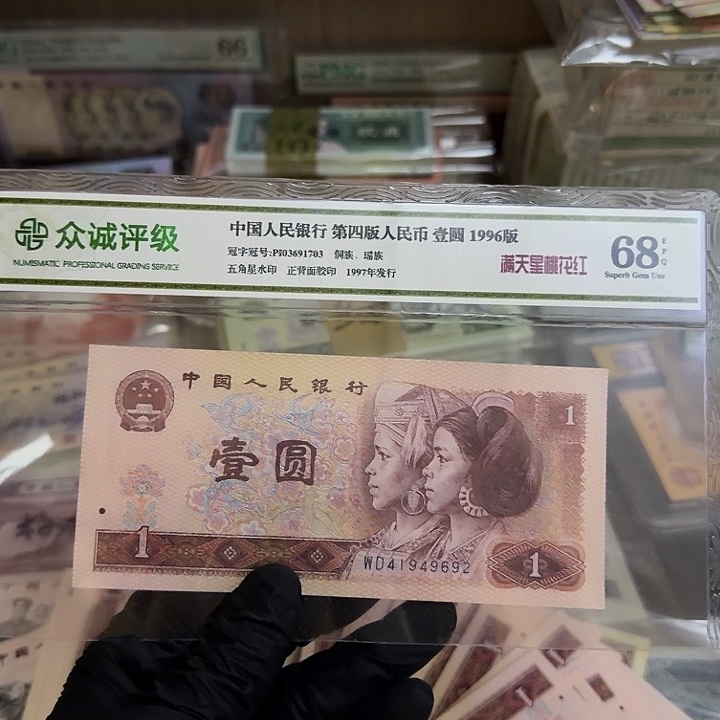 66
PMG
众诚评级
NUMISMATIC PROFESSIONAL GRADING SERVICE
中国人民银行 第四版人民币 壹圆 1996版
冠字冠号:PI03691703 侗族、瑶族
五角星水印 正背面胶印 1997年发行
满天星桃花红
68
EPQ
Superb Gem Unc
中国人民银行
1
壹圆
1
WD41949692
1
1